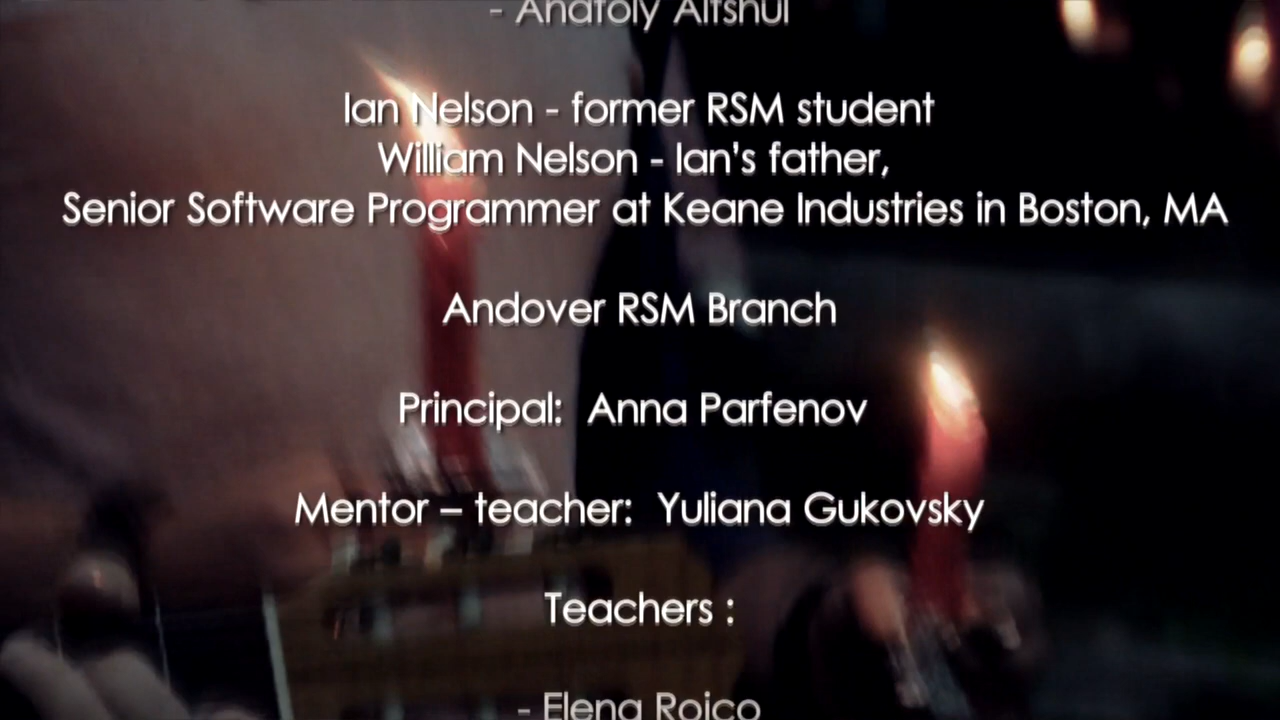 - Anatoly Altshul
Ian Nelson - former RSM student
William Nelson - Ian's father,
Senior Software Programmer at Keane Industries in Boston, MA
Andover RSM Branch
Principal: Anna Parfenov
Mentor – teacher: Yuliana Gukovsky
Teachers :
- Elena Roico